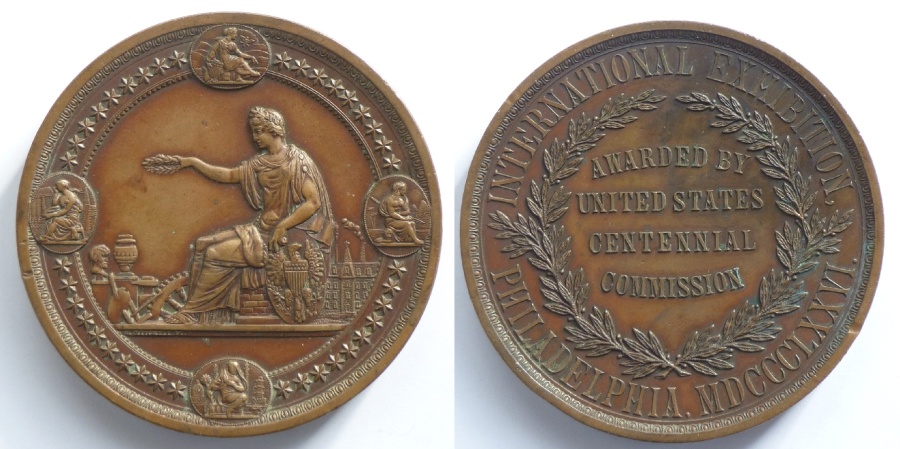 INTERNATIONAL EXHIBITION,
PHILADELPHIA, MDCCCLXXVI.
AWARDED BY
UNITED STATES
CENTENNIAL
COMMISSION